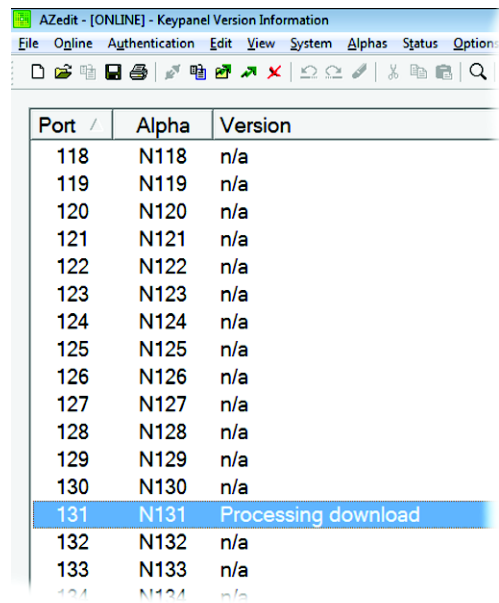 AZedit - [ONLINE] - Keypanel Version Information
File Online Authentication Edit View System Alphas Status Options
Port Alpha Version
118 N118 n/a
119 N119 n/a
120 N120 n/a
121 N121 n/a
122 N122 n/a
123 N123 n/a
124 N124 n/a
125 N125 n/a
126 N126 n/a
127 N127 n/a
128 N128 n/a
129 N129 n/a
130 N130 n/a
131 N131 Processing download
132 N132 n/a
133 N133 n/a
134 N134 n/a